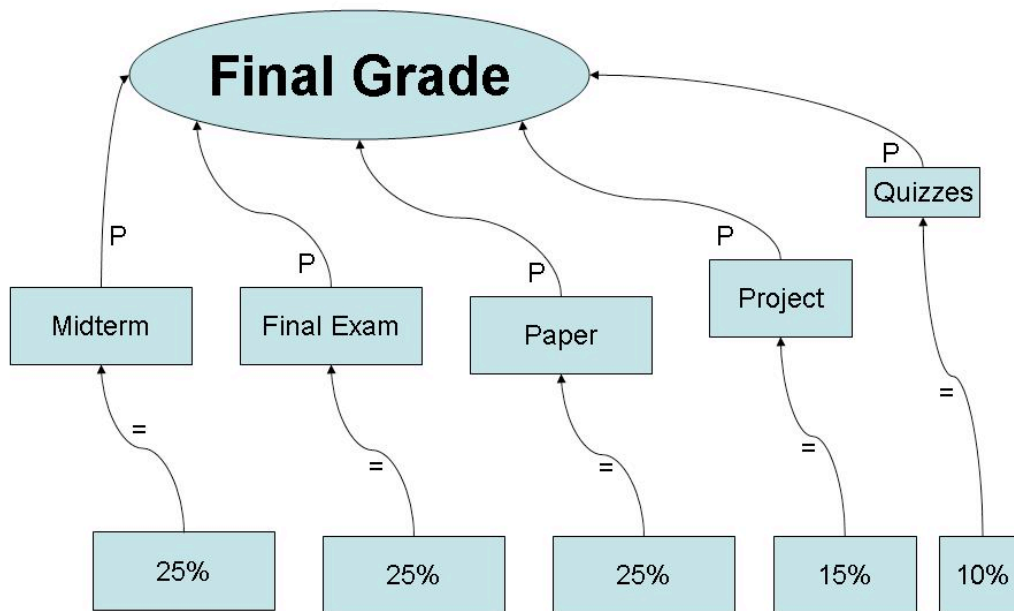 Final Grade
P
Quizzes
P
P
P
P
Project
Midterm
Final Exam
Paper
=
=
=
=
=
25%
25%
25%
15%
10%